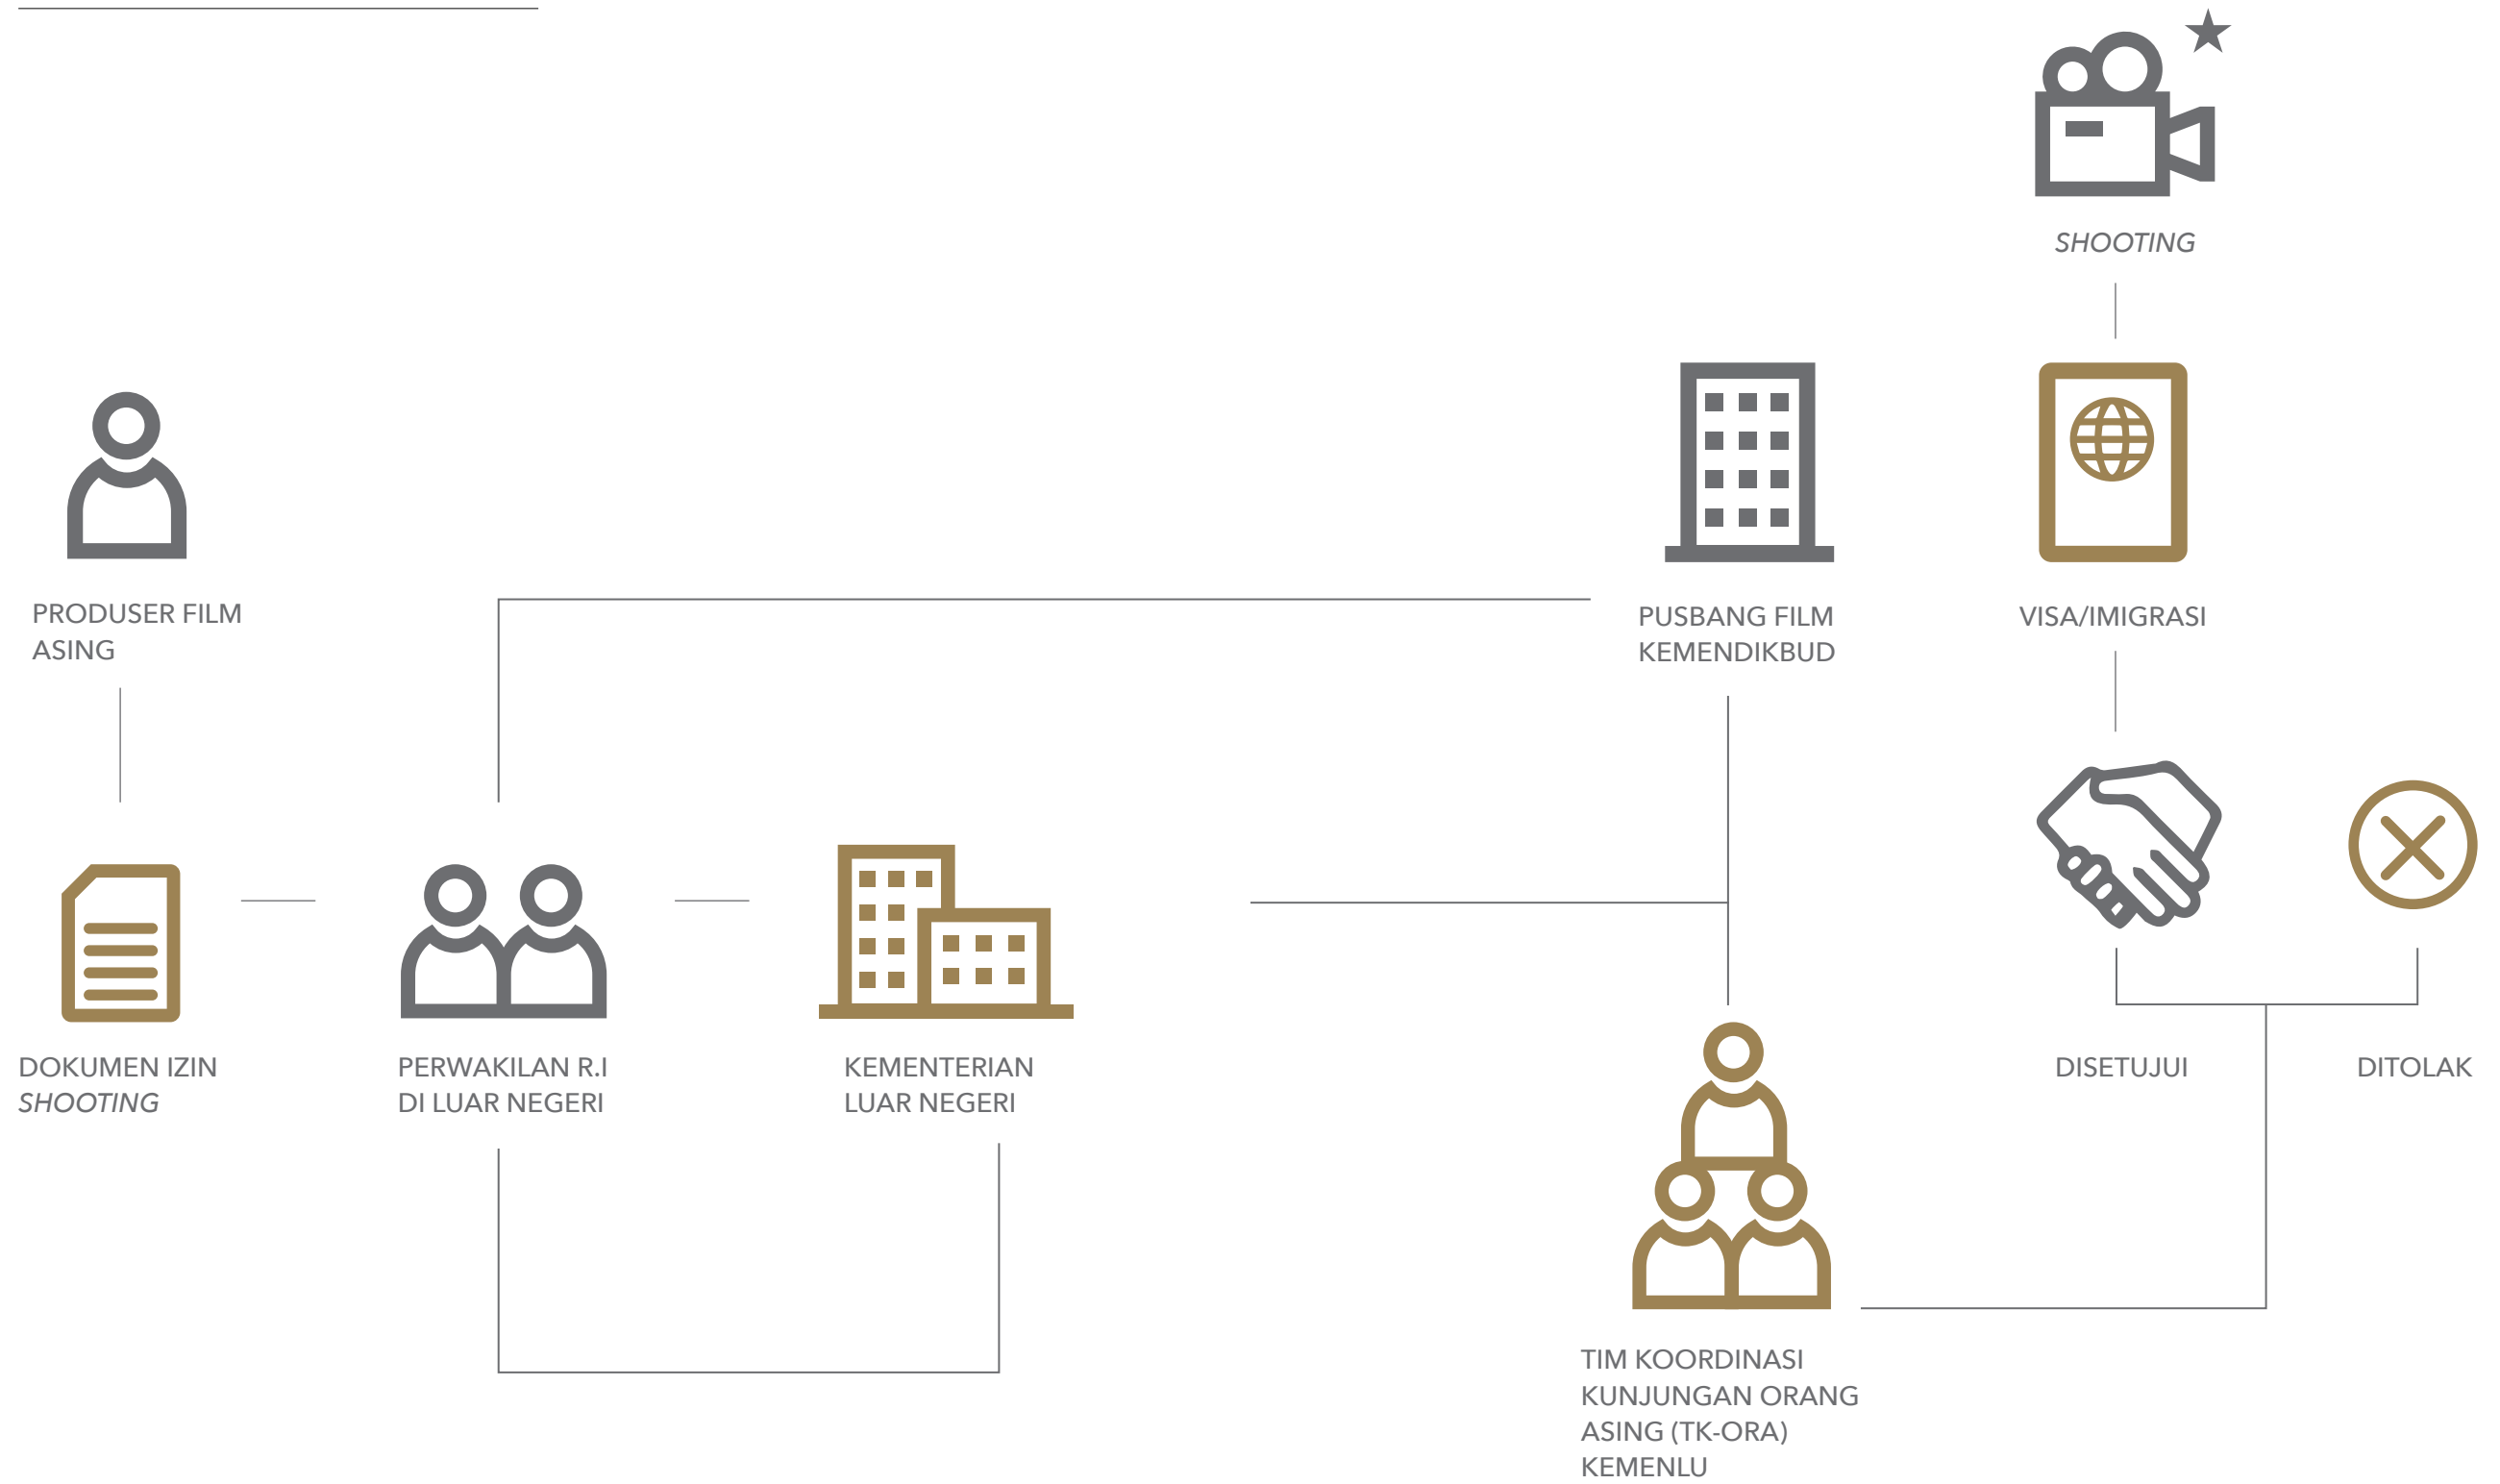 SHOOTING
PRODUSER FILM
ASING
PUSBANG FILM
KEMENDIKBUD
VISA/IMIGRASI
DOKUMEN IZIN
SHOOTING
PERWAKILAN R.I
DI LUAR NEGERI
KEMENTERIAN
LUAR NEGERI
DISETUJUI
DITOLAK
TIM KOORDINASI
KUNJUNGAN ORANG
ASING (TK-ORA)
KEMENLU